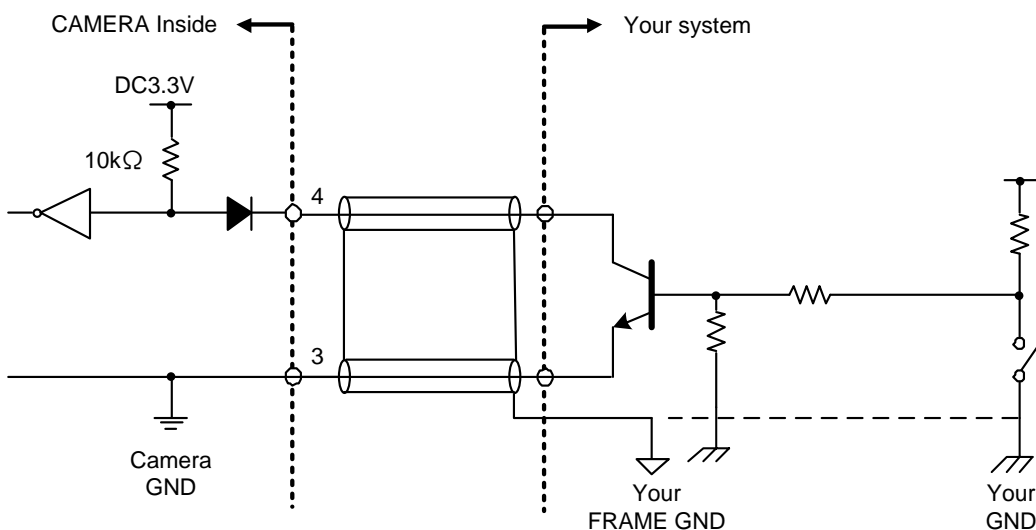 CAMERA Inside
Your system
DC3.3V
10kΩ
4
3
Camera
GND
Your
FRAME GND
Your
GND